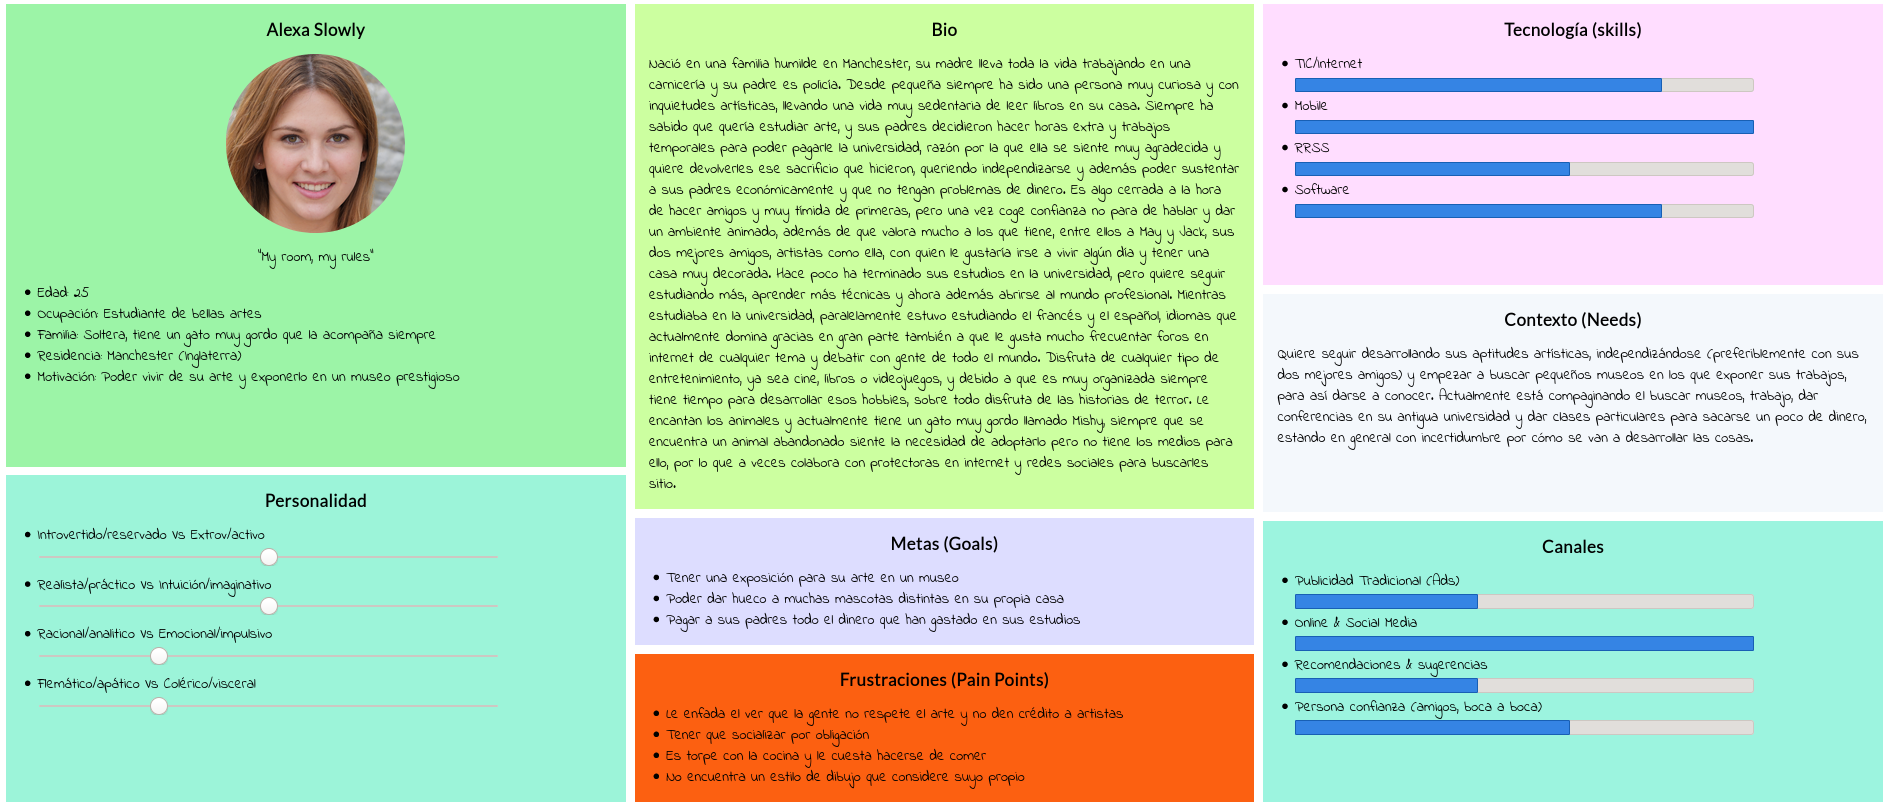 Alexa Slowly
"My room, my rules"
• Edad: 25
• Ocupación: Estudiante de bellas artes
• Familia: Soltera, tiene un gato muy gordo que la acompaña siempre
• Residencia: Manchester (Inglaterra)
• Motivación: Poder vivir de su arte y exponerlo en un museo prestigioso
Personalidad
• Introvertido/reservado Vs Extrov/activo
• Realista/práctico Vs Intuición/imaginativo
• Racional/analitico Vs Emocional/impulsivo
• Flemático/apático Vs Colérico/visceral
Bio
Nació en una familia humilde en Manchester, su madre lleva toda la vida trabajando en una
carnicería y su padre es policía. Desde pequeña siempre ha sido una persona muy curiosa y con
inquietudes artísticas, llevando una vida muy sedentaria de leer libros en su casa. Siempre ha
sabido que quería estudiar arte, y sus padres decidieron hacer horas extra y trabajos
temporales para poder pagarle la universidad, razón por la que ella se siente muy agradecida y
quiere devolverles ese sacrificio que hicieron, queriendo independizarse y además poder sustentar
a sus padres económicamente y que no tengan problemas de dinero. Es algo cerrada a la hora
de hacer amigos y muy tímida de primeras, pero una vez coge confianza no para de hablar y dar
un ambiente animado, además de que valora mucho a los que tiene, entre ellos a May y Jack, sus
dos mejores amigos, artistas como ella, con quien le gustaría irse a vivir algún día y tener una
casa muy decorada. Hace poco ha terminado sus estudios en la universidad, pero quiere seguir
estudiando más, aprender más técnicas y ahora además abrirse al mundo profesional. Mientras
estudiaba en la universidad, paralelamente estuvo estudiando el francés y el español, idiomas que
actualmente domina gracias en gran parte también a que le gusta mucho frecuentar foros en
internet de cualquier tema y debatir con gente de todo el mundo. Disfruta de cualquier tipo de
entretenimiento, ya sea cine, libros o videojuegos, y debido a que es muy organizada siempre
tiene tiempo para desarrollar esos hobbies, sobre todo disfruta de las historias de terror. Le
encantan los animales y actualmente tiene un gato muy gordo llamado Mishy, siempre que se
encuentra un animal abandonado siente la necesidad de adoptarlo pero no tiene los medios para
ello, por lo que a veces colabora con protectoras en internet y redes sociales para buscarles
sitio.
Metas (Goals)
• Tener una exposición para su arte en un museo
• Poder dar hueco a muchas mascotas distintas en su propia casa
• Pagar a sus padres todo el dinero que han gastado en sus estudios
Frustraciones (Pain Points)
• Le enfada el ver que la gente no respete el arte y no den crédito a artistas
• Tener que socializar por obligación
• Es torpe con la cocina y le cuesta hacerse de comer
• No encuentra un estilo de dibujo que considere suyo propio
Tecnología (skills)
• TIC/Internet
• Mobile
• RRSS
• Software
Contexto (Needs)
Quiere seguir desarrollando sus aptitudes artísticas, independizándose (preferiblemente con sus
dos mejores amigos) y empezar a buscar pequeños museos en los que exponer sus trabajos,
para así darse a conocer. Actualmente está compaginando el buscar museos, trabajo, dar
conferencias en su antigua universidad y dar clases particulares para sacarse un poco de dinero,
estando en general con incertidumbre por cómo se van a desarrollar las cosas.
Canales
• Publicidad Tradicional (Ads)
• Online & Social Media
• Recomendaciones & sugerencias
• Persona confianza (amigos, boca a boca)